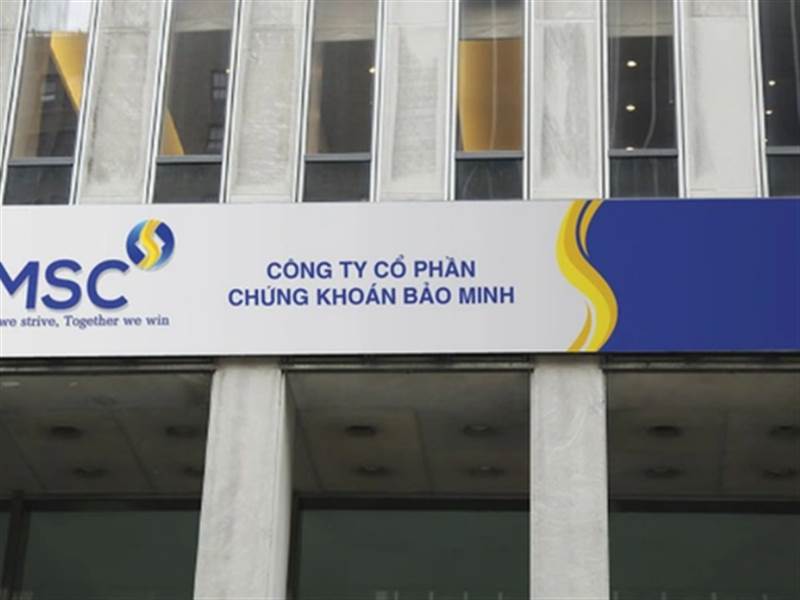 MSC
we strive, Together we win
CÔNG TY CỔ PHẦN
CHỨNG KHOÁN BẢO MINH